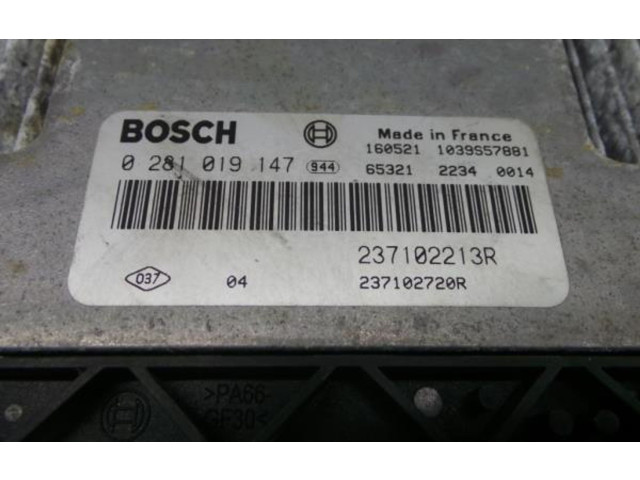 BOSCH Made in France
160521 1039S57881
0 281 019 147 944 65321 2234 0014
237102213R
037 04 237102720R
>PA66-
GF30<